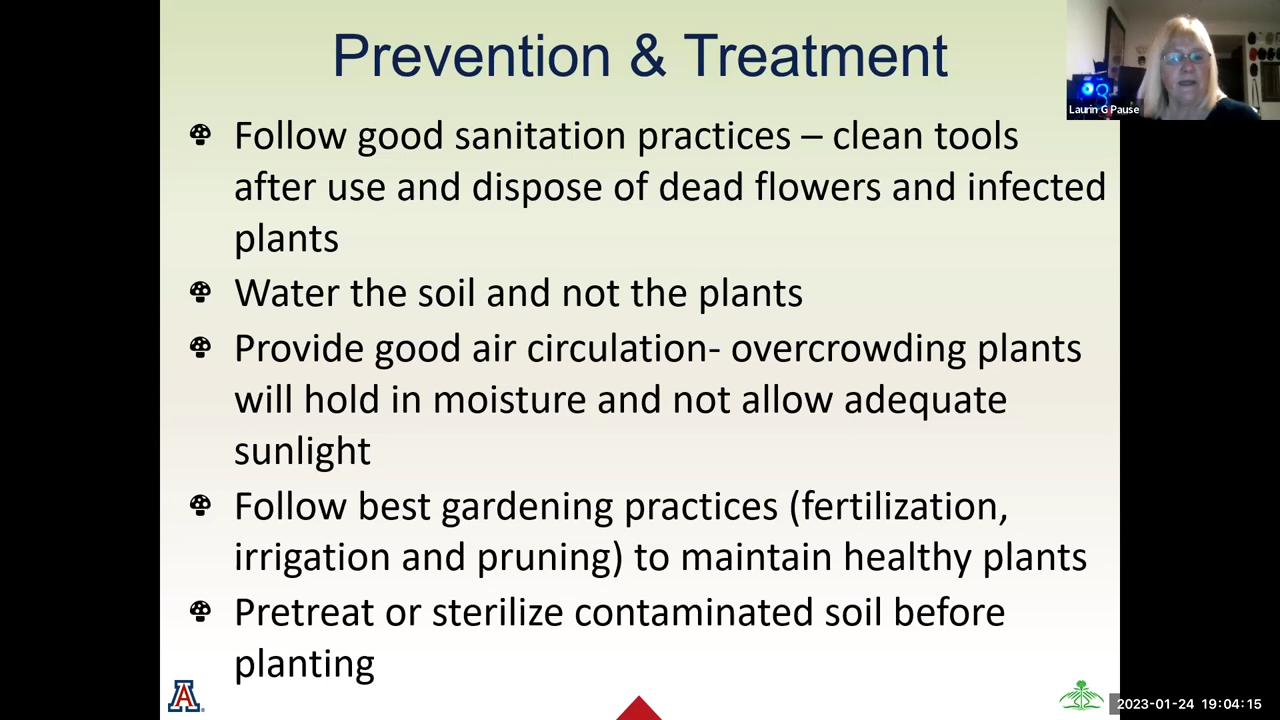 Prevention & Treatment
Laurin G Pause
Follow good sanitation practices – clean tools
after use and dispose of dead flowers and infected
plants
Water the soil and not the plants
Provide good air circulation- overcrowding plants
will hold in moisture and not allow adequate
sunlight
Follow best gardening practices (fertilization,
irrigation and pruning) to maintain healthy plants
Pretreat or sterilize contaminated soil before
planting
A
2023-01-24 19:04:15